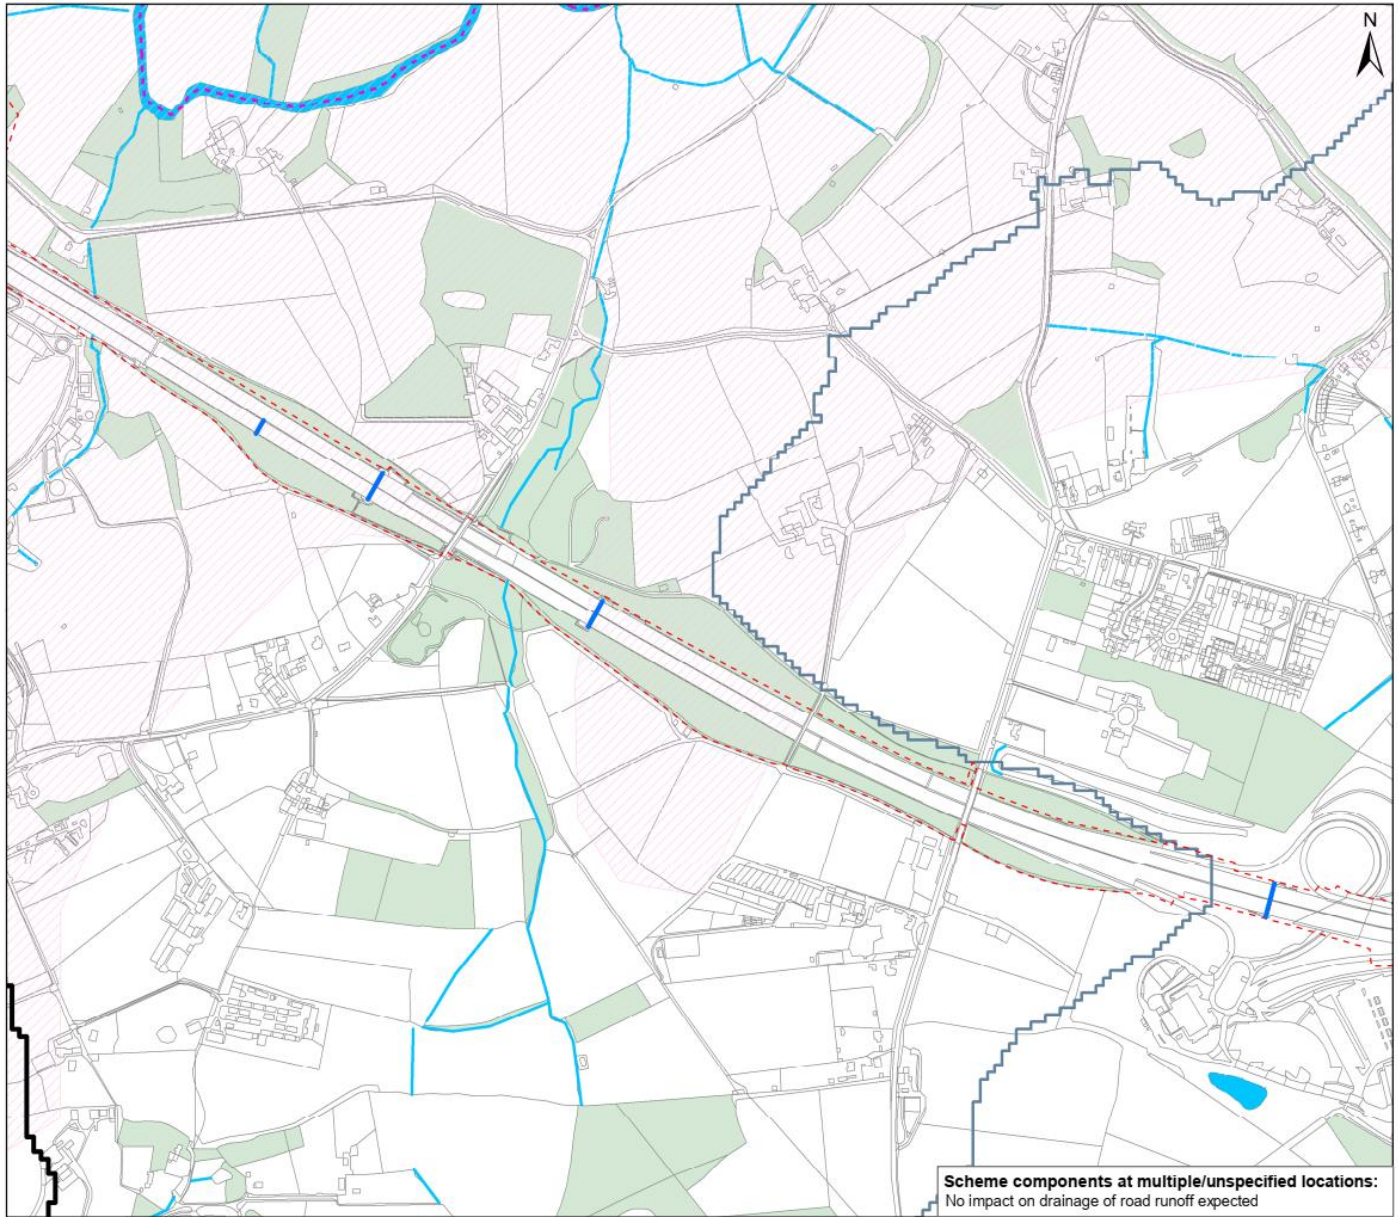 N
Scheme components at multiple/unspecified locations:
No impact on drainage of road runoff expected